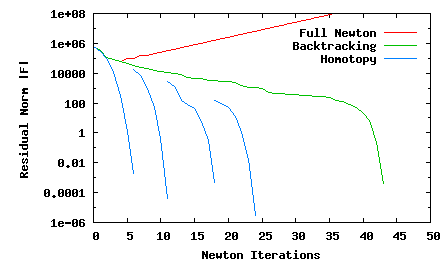 1e+08
1e+06
10000
100
1
0.01
0.0001
1e-06
Residual Norm |F|
Full Newton
Backtracking
Homotopy
0 5 10 15 20 25 30 35 40 45 50
Newton Iterations